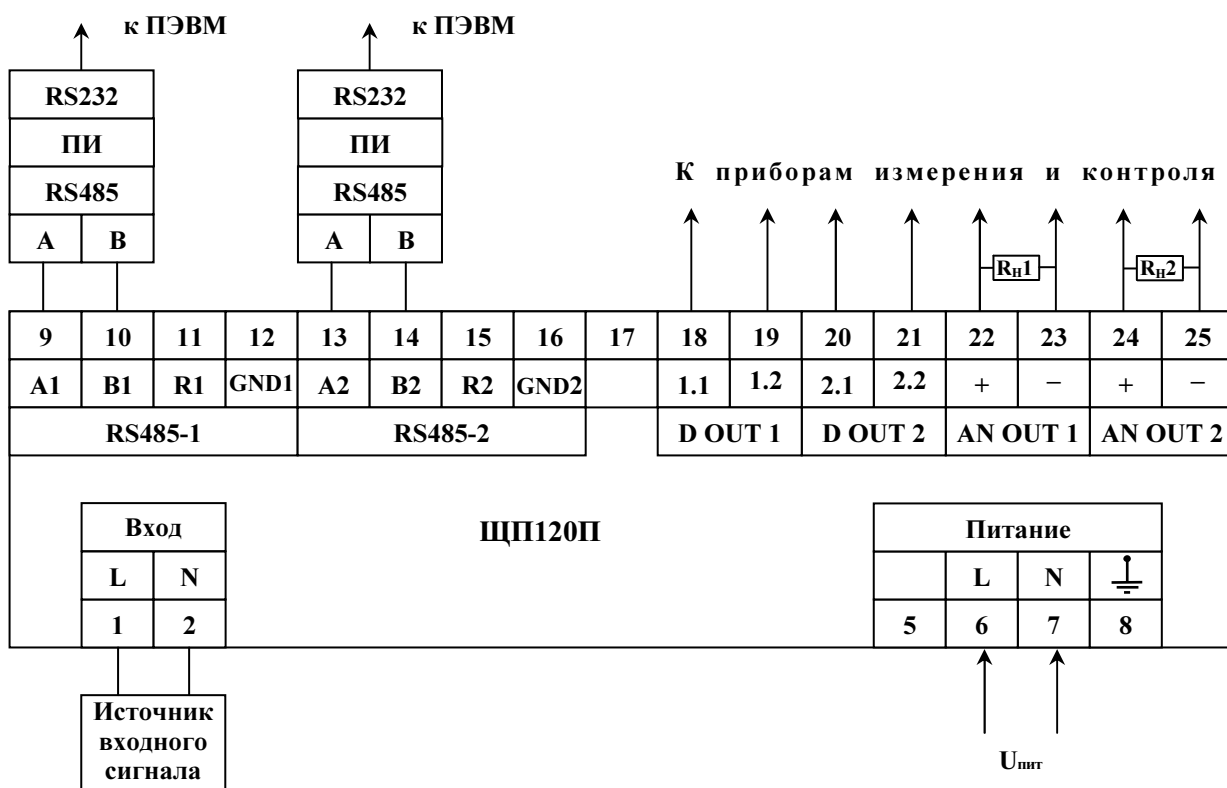 к ПЭВМ к ПЭВМ
RS232 RS232
ПИ ПИ
RS485 RS485
К приборам измерения и контроля
A B A B
RН1 RН2
9 10 11 12 13 14 15 16 17 18 19 20 21 22 23 24 25
A1 B1 R1 GND1 A2 B2 R2 GND2 1.1 1.2 2.1 2.2 + − + −
RS485-1 RS485-2 D OUT 1 D OUT 2 AN OUT 1 AN OUT 2
ЩП120П
Вход Питание
L N L N
1 2 5 6 7 8
Источник
входного
сигнала
Uпит